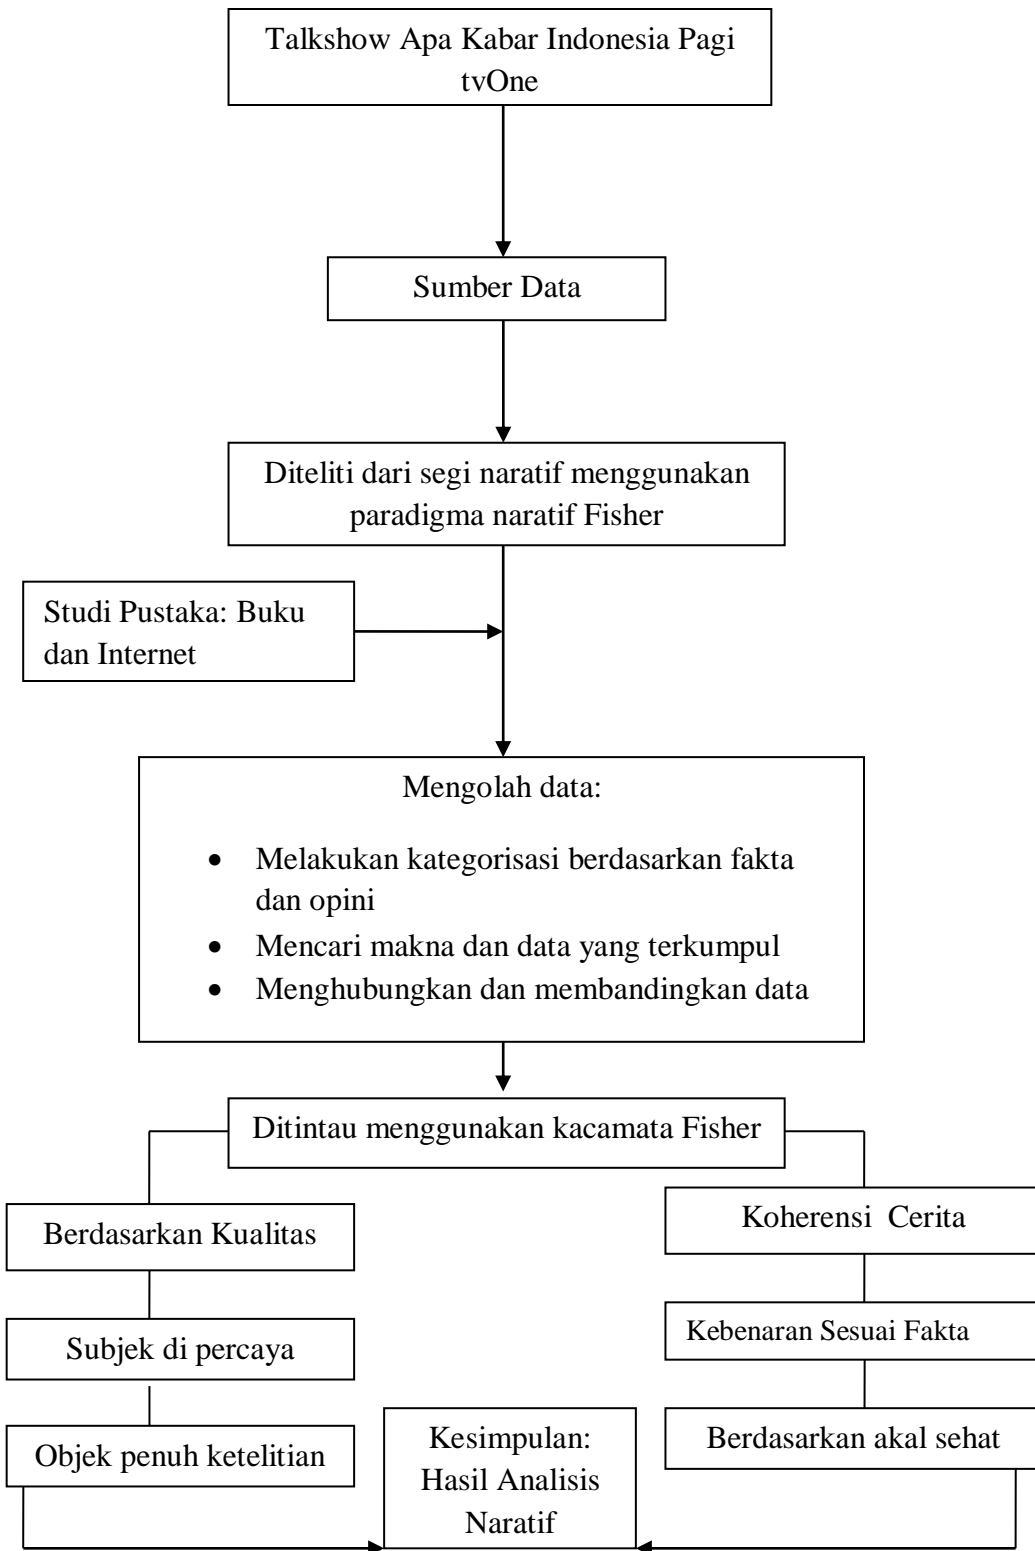 Talkshow Apa Kabar Indonesia Pagi
tvOne
Sumber Data
Diteliti dari segi naratif menggunakan
paradigma naratif Fisher
Studi Pustaka: Buku
dan Internet
Mengolah data:
• Melakukan kategorisasi berdasarkan fakta
dan opini
• Mencari makna dan data yang terkumpul
• Menghubungkan dan membandingkan data
Ditintau menggunakan kacamata Fisher
Berdasarkan Kualitas
Subjek di percaya
Objek penuh ketelitian
Koherensi Cerita
Kebenaran Sesuai Fakta
Berdasarkan akal sehat
Kesimpulan:
Hasil Analisis
Naratif